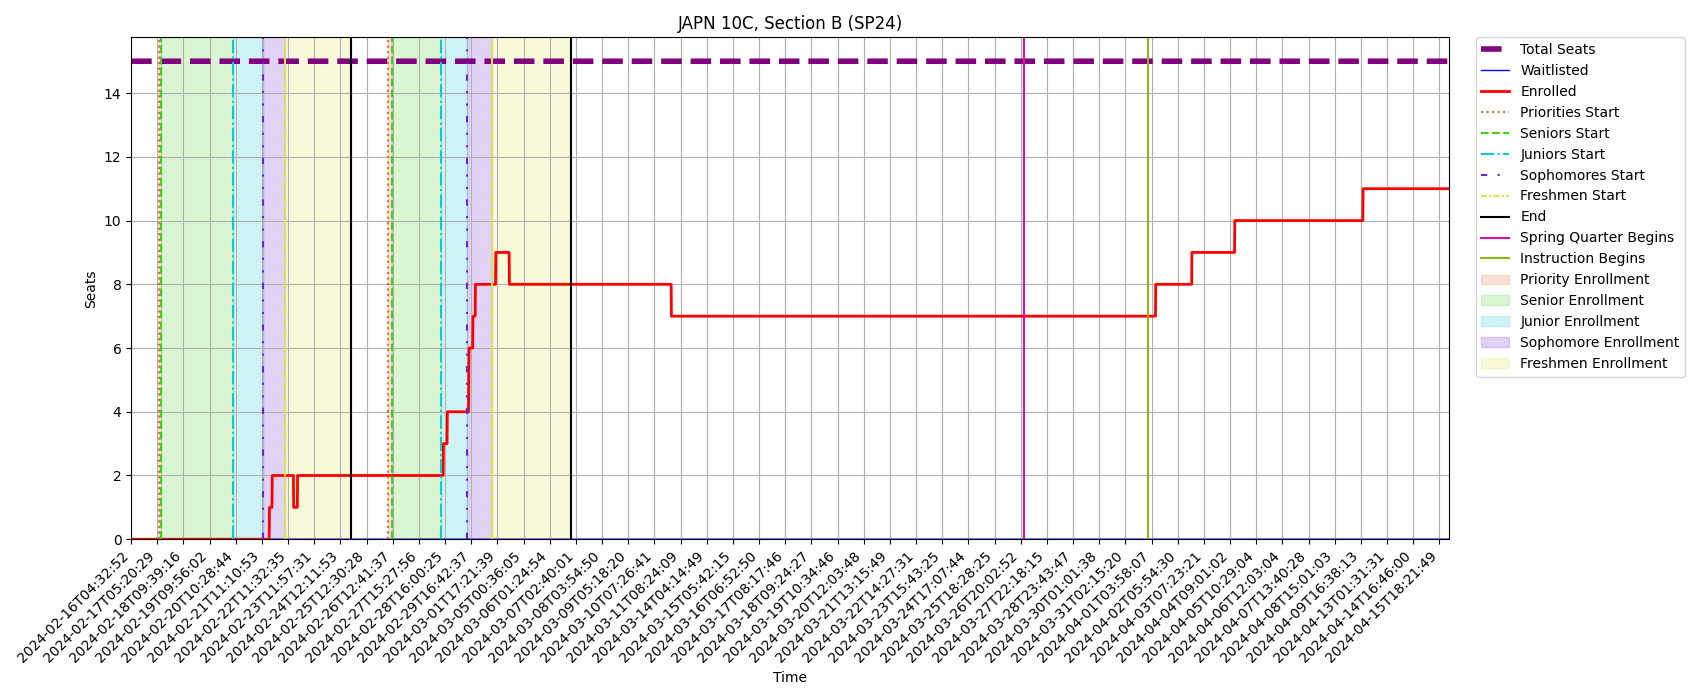 JAPN 10C, Section B (SP24)
Seats
14
12
10
8
6
4
2
0
2024-02-16T04:32:52
2024-02-17T05:20:29
2024-02-18T09:39:16
2024-02-19T09:56:02
2024-02-20T10:28:44
2024-02-21T11:10:53
2024-02-22T11:32:35
2024-02-23T11:57:31
2024-02-24T12:11:53
2024-02-25T12:30:28
2024-02-26T12:41:37
2024-02-27T15:27:56
2024-02-28T16:00:25
2024-02-29T16:42:37
2024-03-01T17:21:39
2024-03-05T00:36:05
2024-03-06T01:24:54
2024-03-07T02:40:01
2024-03-08T03:54:50
2024-03-09T05:18:20
2024-03-10T07:26:41
2024-03-11T08:24:09
2024-03-14T04:14:49
2024-03-15T05:42:15
2024-03-16T06:52:50
2024-03-17T08:17:46
2024-03-18T09:24:27
2024-03-19T10:34:46
2024-03-20T12:03:48
2024-03-21T13:15:49
2024-03-22T14:27:31
2024-03-23T15:43:25
2024-03-24T17:07:44
2024-03-25T18:28:25
2024-03-26T20:02:52
2024-03-27T22:18:15
2024-03-28T23:43:47
2024-03-30T01:01:38
2024-03-31T02:15:20
2024-04-01T03:58:07
2024-04-02T05:54:30
2024-04-03T07:23:21
2024-04-04T09:01:02
2024-04-05T10:29:04
2024-04-06T12:03:04
2024-04-07T13:40:28
2024-04-08T15:01:03
2024-04-09T16:38:13
2024-04-13T01:31:31
2024-04-14T16:46:00
2024-04-15T18:21:49
Time
Total Seats
Waitlisted
Enrolled
Priorities Start
Seniors Start
Juniors Start
Sophomores Start
Freshmen Start
End
Spring Quarter Begins
Instruction Begins
Priority Enrollment
Senior Enrollment
Junior Enrollment
Sophomore Enrollment
Freshmen Enrollment